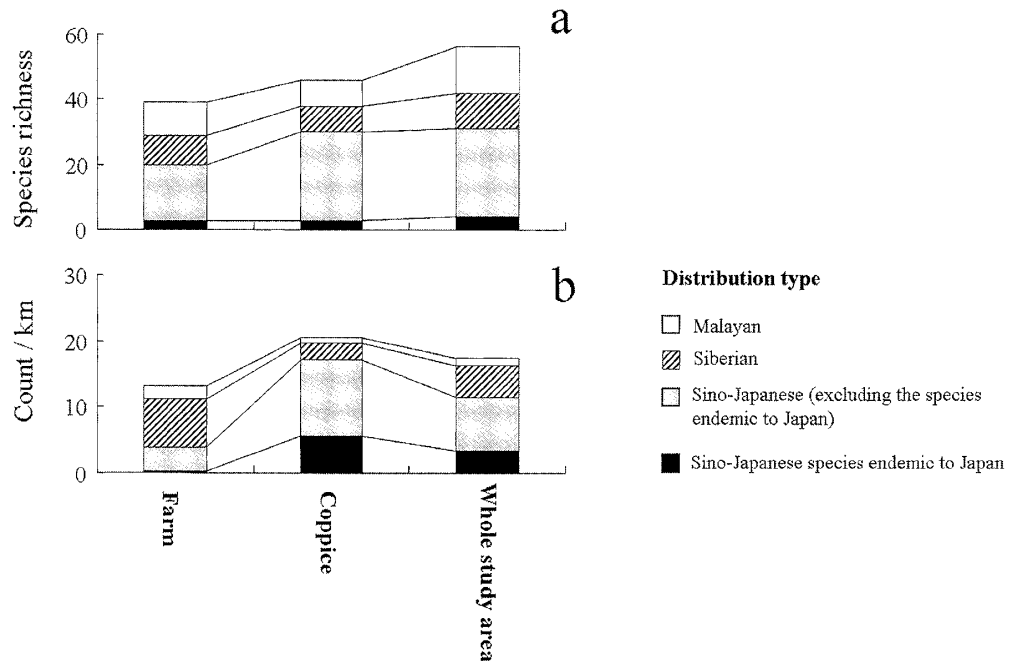 a
60
40
20
0
Species richness
b
30
20
10
0
Count / km
Farm
Coppice
Whole study area
Distribution type
Malayan
Siberian
Sino-Japanese (excluding the species
endemic to Japan)
Sino-Japanese species endemic to Japan